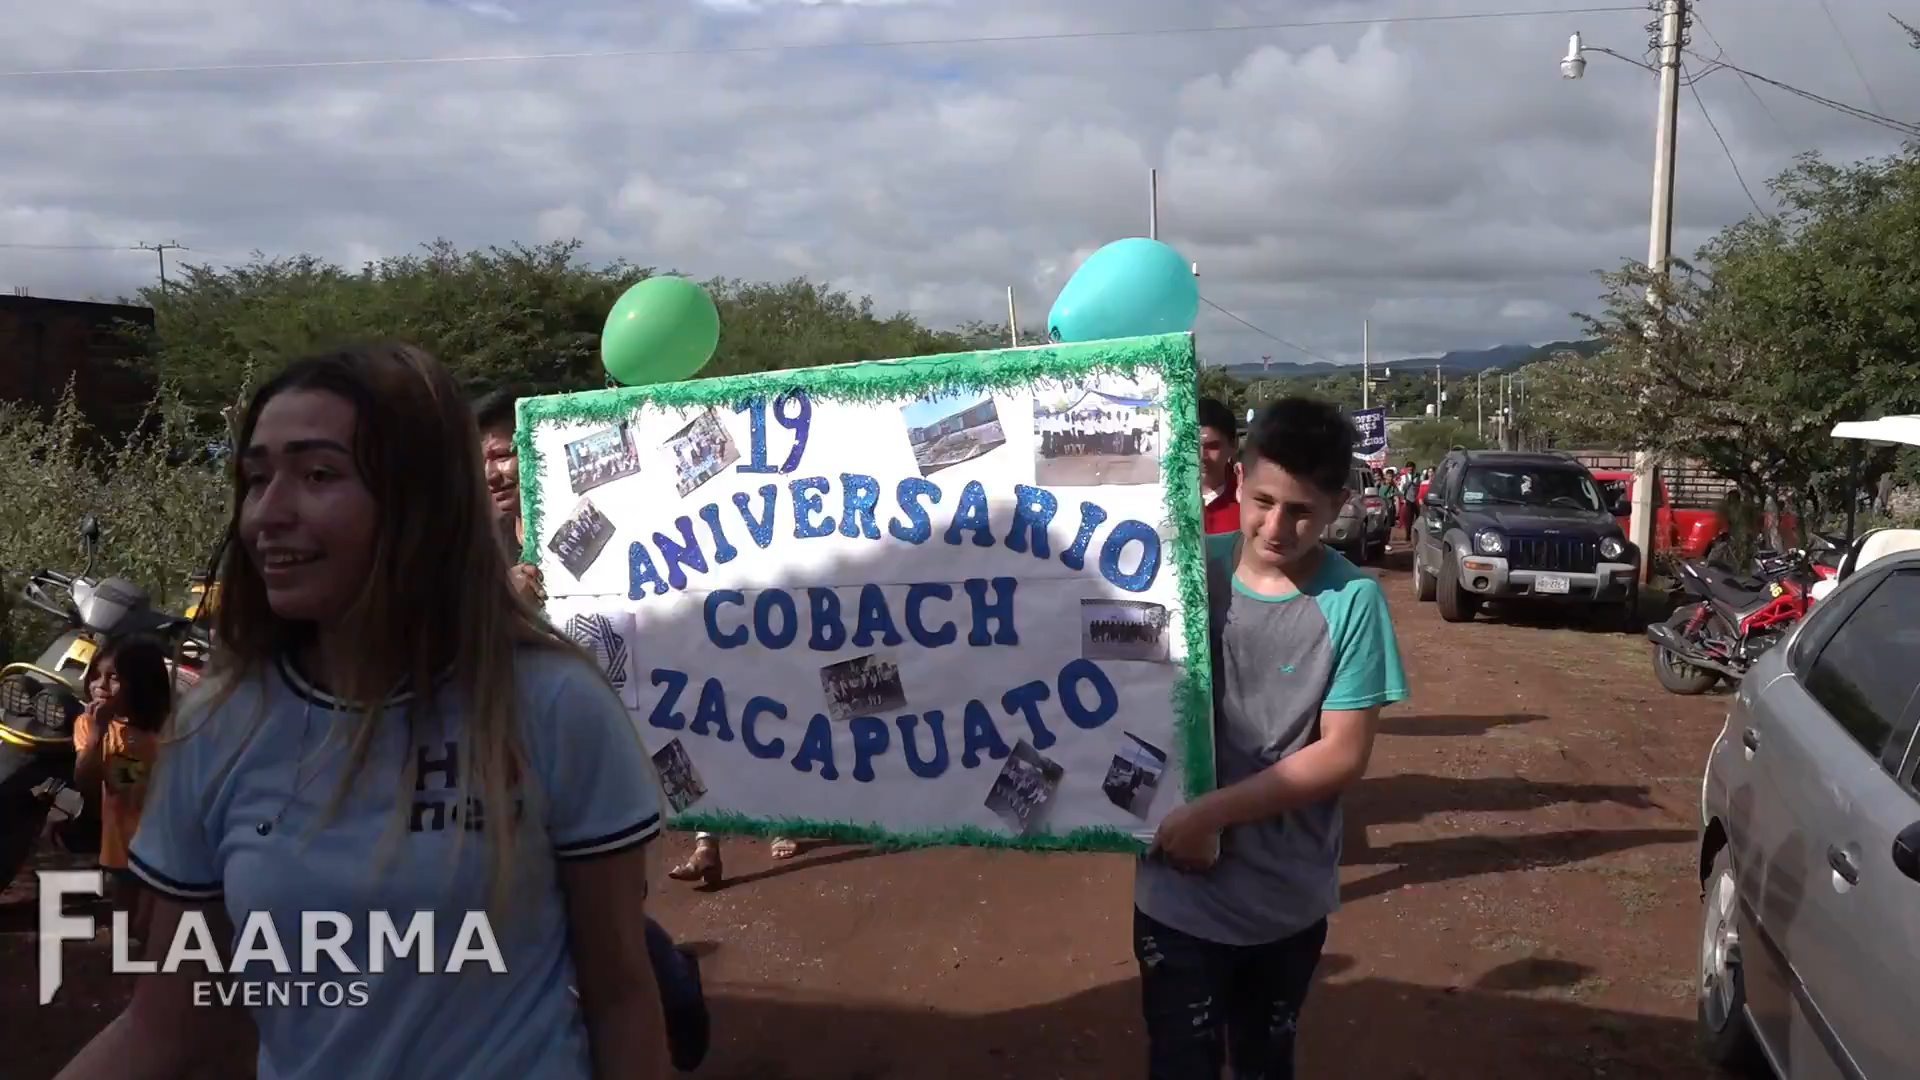 19
ANIVERSARIO
COBACH
ZACAPUATO
FLAARMA
EVENTOS